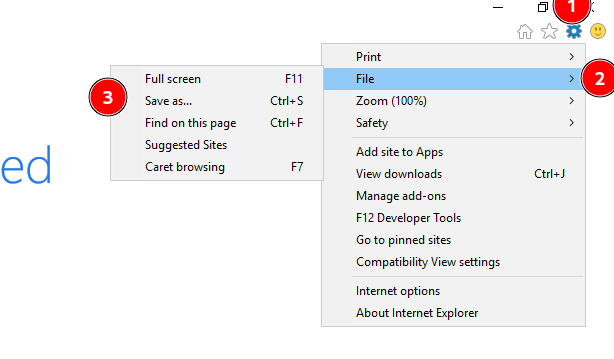 1
Print
File
2
Zoom (100%)
Safety
Add site to Apps
View downloads Ctrl+J
Manage add-ons
F12 Developer Tools
Go to pinned sites
Compatibility View settings
Internet options
About Internet Explorer
3
Full screen F11
Save as... Ctrl+S
Find on this page Ctrl+F
Suggested Sites
Caret browsing F7
ed